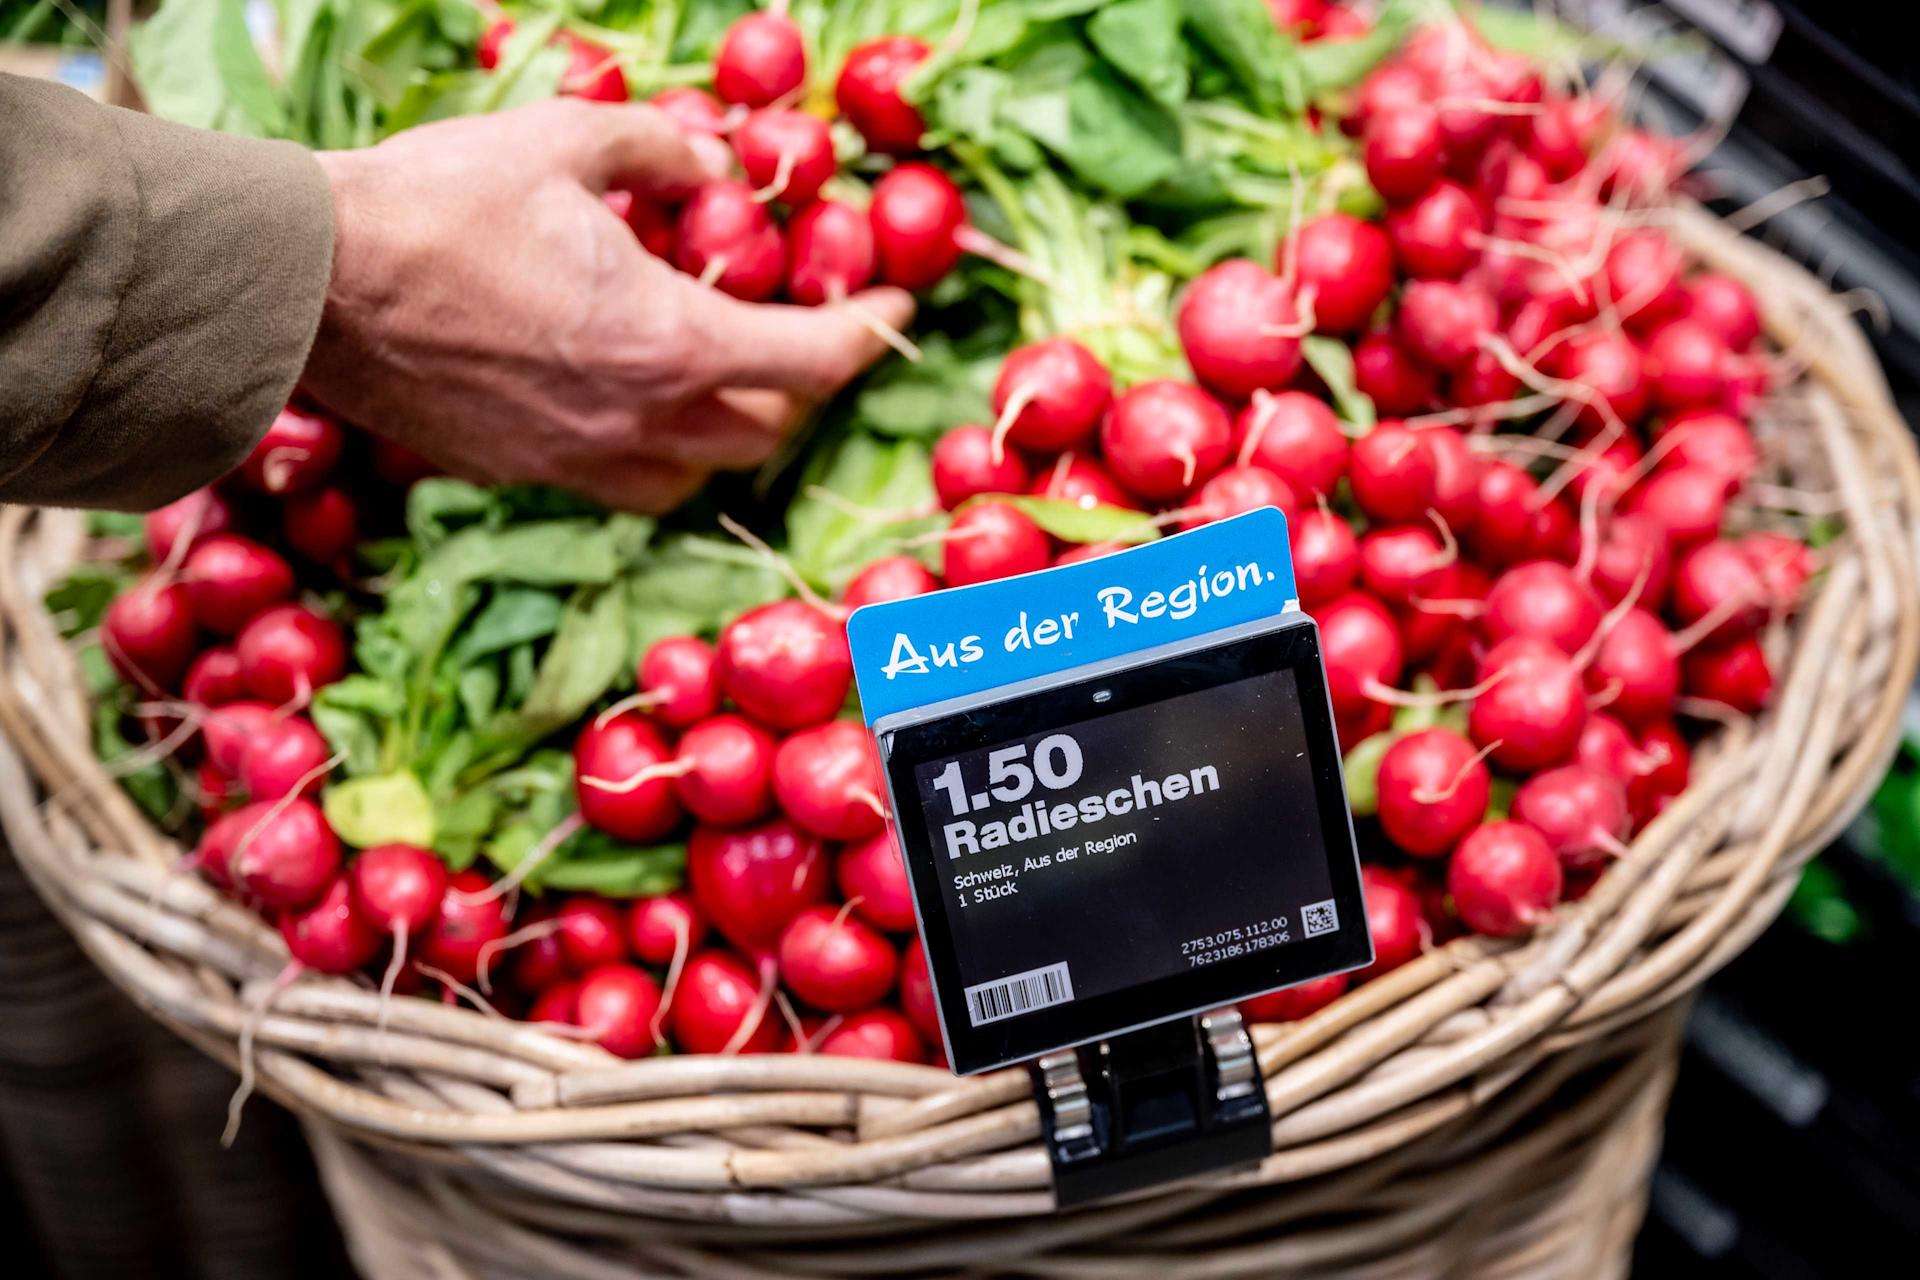 Aus der Region.
1.50
Radieschen
Schweiz, Aus der Region
1 Stück
2753.075.112.00
7623186178306